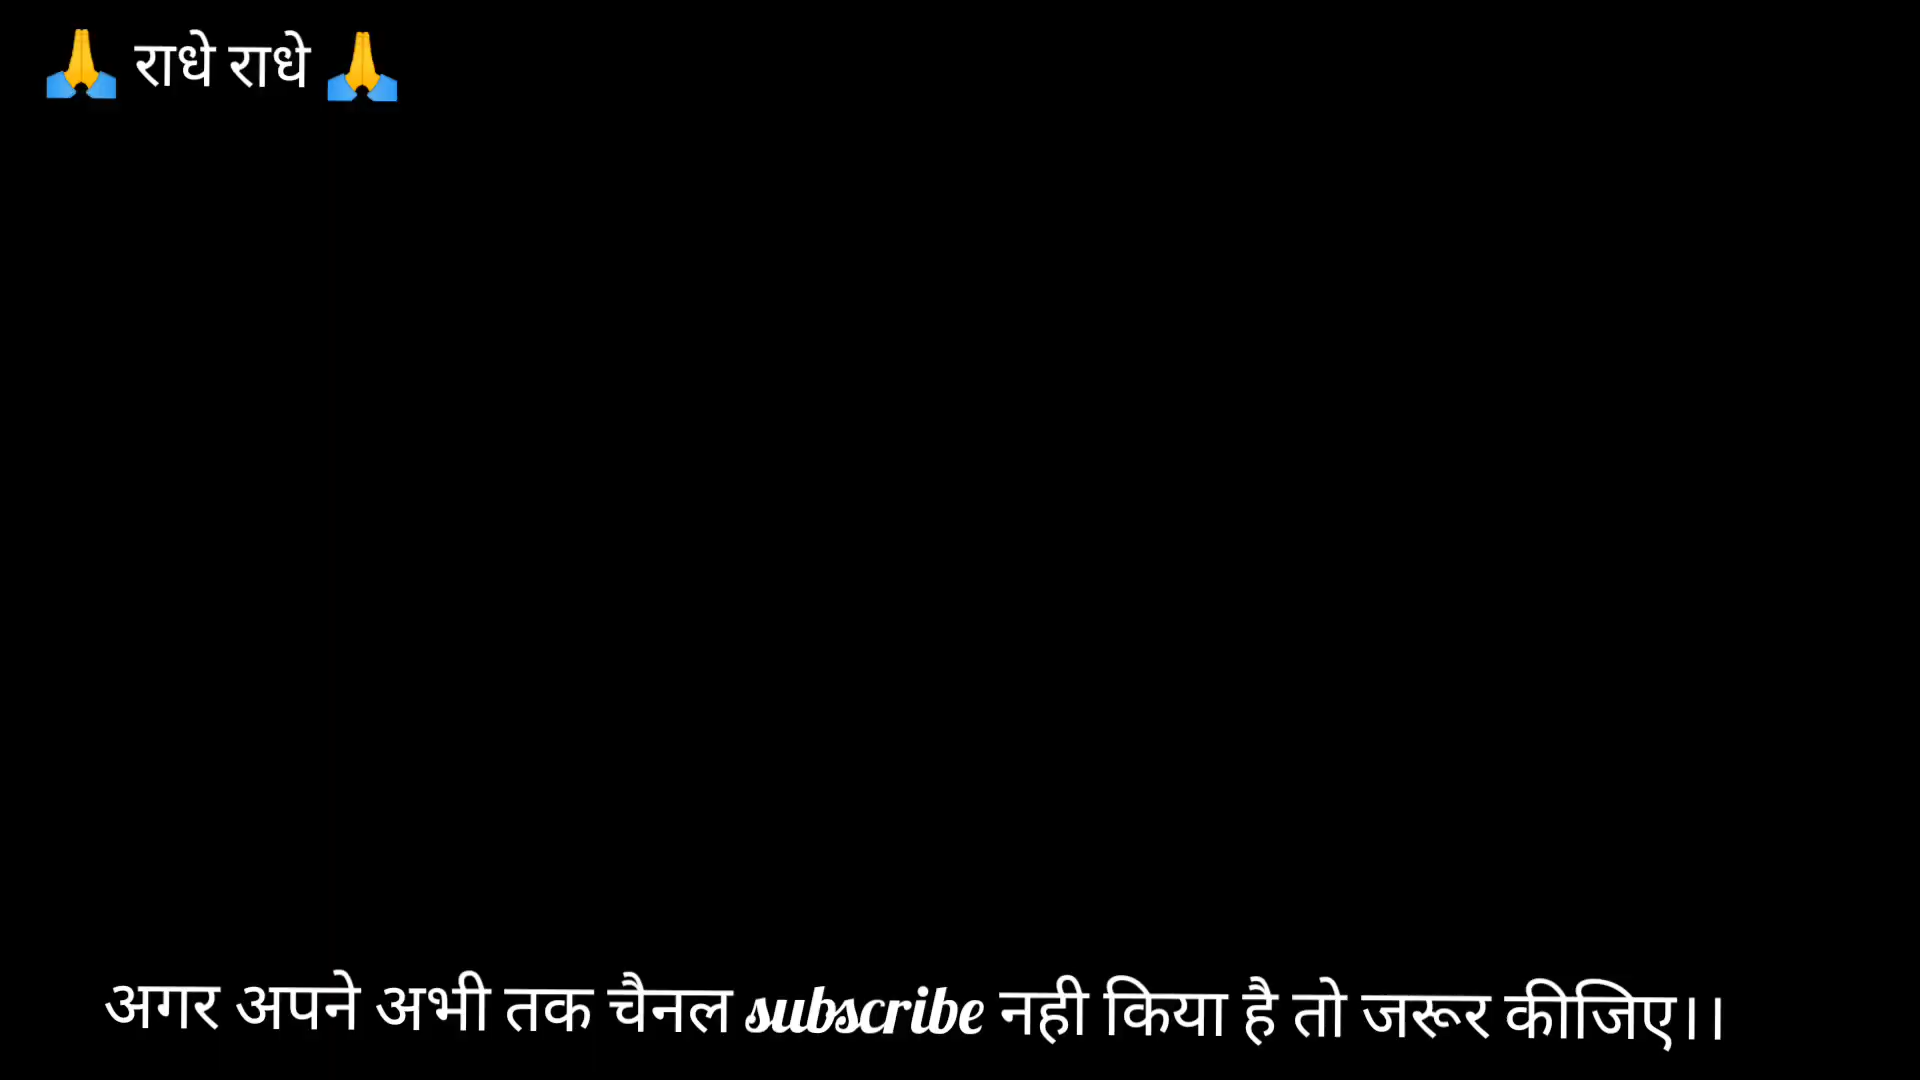 🙏 राधे राधे 🙏
अगर अपने अभी तक चैनल subscribe नही किया है तो जरूर कीजिए।।